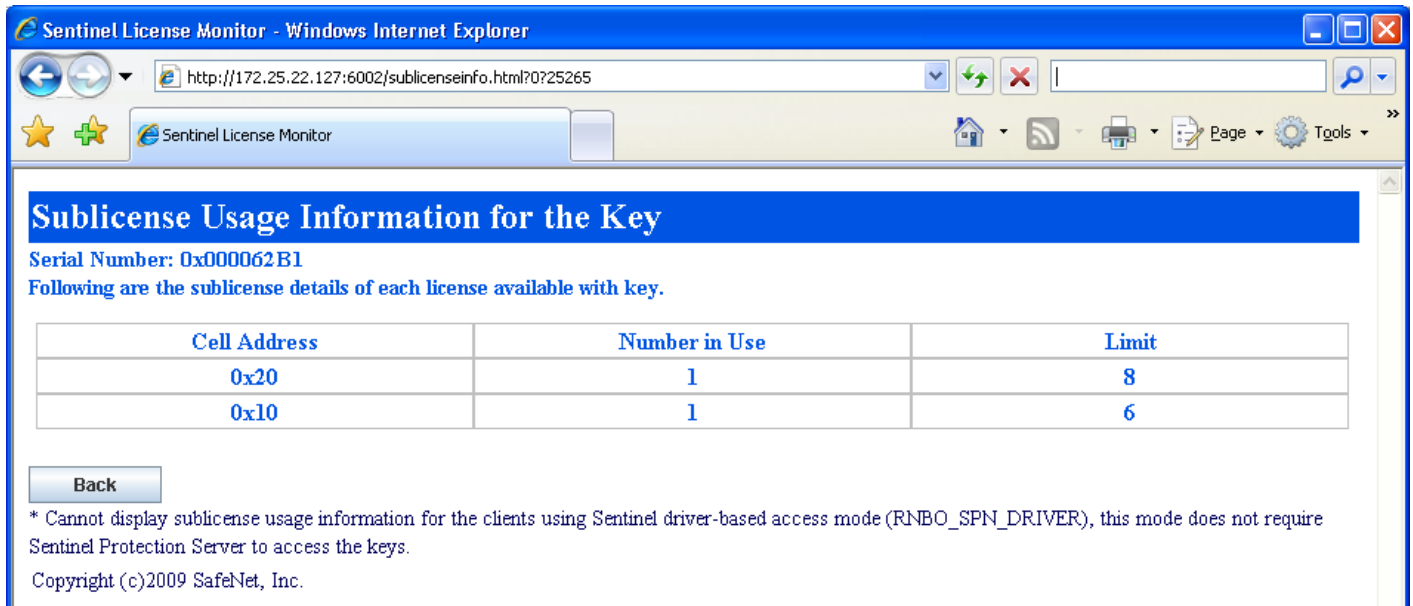 Sentinel License Monitor - Windows Internet Explorer
http://172.25.22.127:6002/sublicenseinfo.html?0?25265
Sentinel License Monitor
Page
Tools
»
Sublicense Usage Information for the Key
Serial Number: 0x000062B1
Following are the sublicense details of each license available with key.
Cell Address Number in Use Limit
0x20 1 8
0x10 1 6
Back
* Cannot display sublicense usage information for the clients using Sentinel driver-based access mode (RNBO_SPN_DRIVER), this mode does not require
Sentinel Protection Server to access the keys.
Copyright (c)2009 SafeNet, Inc.